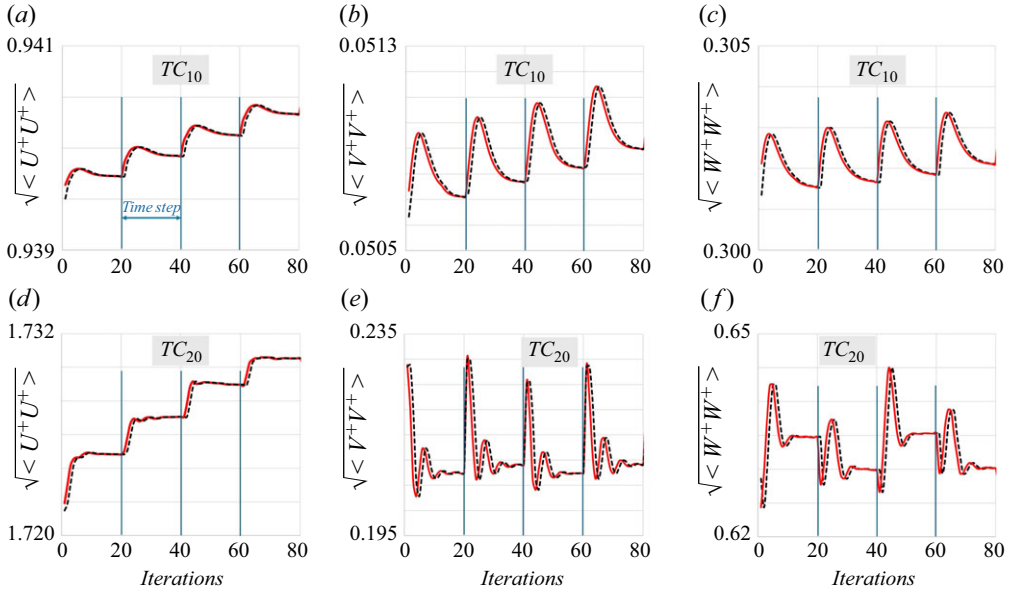 (a) (b) (c)
0.941 0.0513 0.305
TC10 TC10 TC10
√<U+U+> √<V+V+> √<W+W+>
Time step
0.939 0.0505 0.300
0 20 40 60 80 0 20 40 60 80 0 20 40 60 80
(d) (e) (f)
1.732 0.235 0.65
TC20 TC20 TC20
√<U+U+> √<V+V+> √<W+W+>
1.720 0.195 0.62
0 20 40 60 80 0 20 40 60 80 0 20 40 60 80
Iterations Iterations Iterations